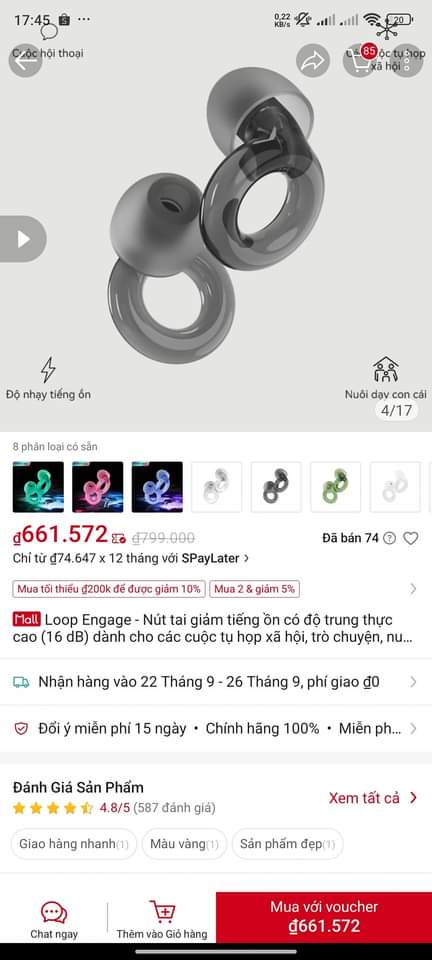 17:45
0,22
KB/s
20
Cuộc hội thoại
85
xã hội
Độ nhạy tiếng ồn
Nuôi dạy con cái
4/17
8 phân loại có sẵn
₫661.572 ₫799.000
Đã bán 74 ?
Chỉ từ ₫74.647 x 12 tháng với SPayLater >
Mua tối thiểu ₫200k để được giảm 10%
Mua 2 & giảm 5%
Mall Loop Engage - Nút tai giảm tiếng ồn có độ trung thực
cao (16 dB) dành cho các cuộc tụ họp xã hội, trò chuyện, nu...
Nhận hàng vào 22 Tháng 9 - 26 Tháng 9, phí giao ₫0
Đổi ý miễn phí 15 ngày • Chính hãng 100% • Miễn ph...
Đánh Giá Sản Phẩm
4.8/5 (587 đánh giá)
Xem tất cả
Giao hàng nhanh(1)
Màu vàng(1)
Sản phẩm đẹp(1)
Chat ngay
Thêm vào Giỏ hàng
Mua với voucher
₫661.572